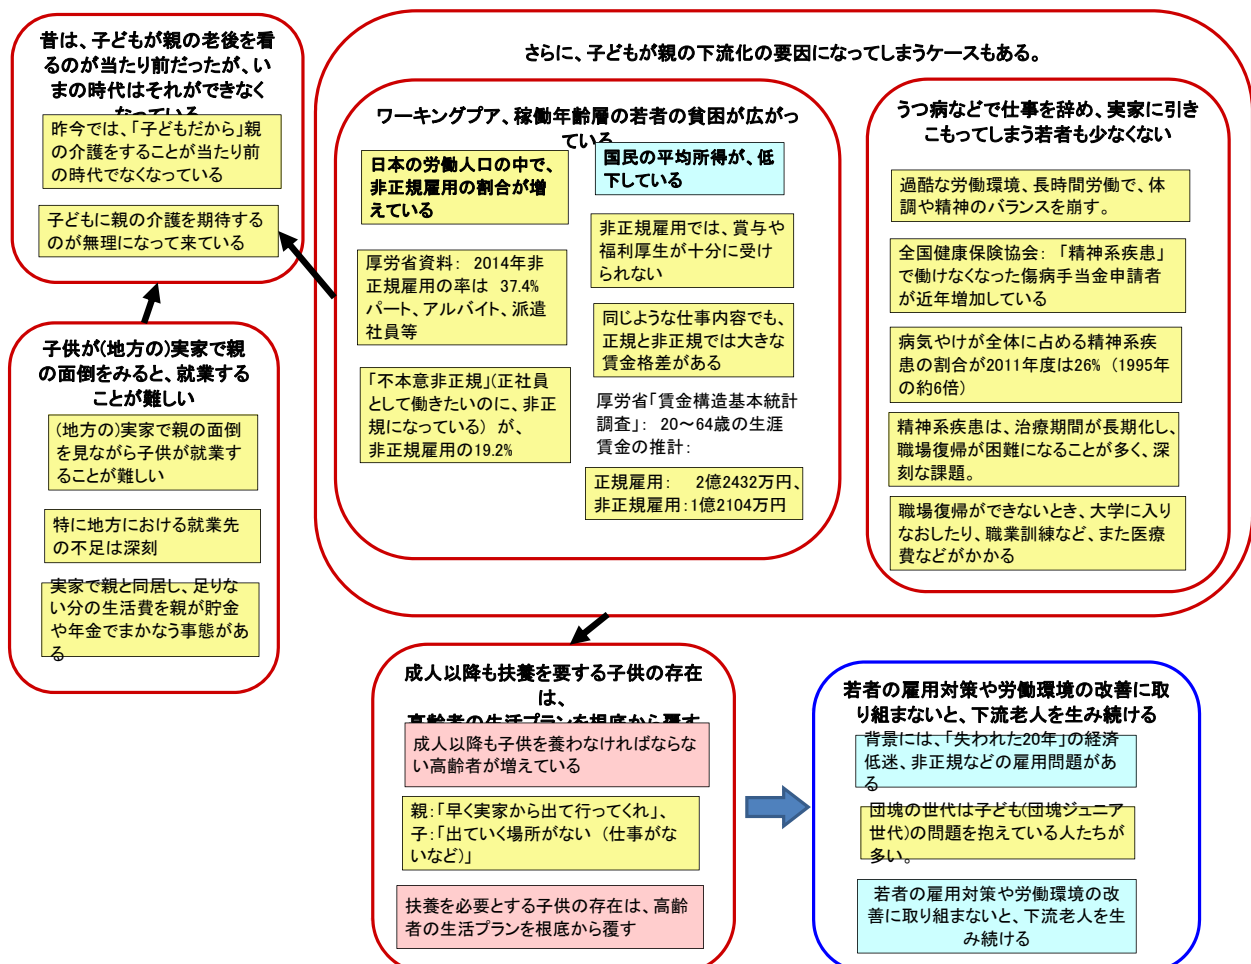 昔は、子どもが親の老後を看
るのが当たり前だったが、い
まの時代はそれができなく
なっている
昨今では、「子どもだから」親
の介護をすることが当たり前
の時代でなくなっている
子どもに親の介護を期待する
のが無理になって来ている
子供が(地方の)実家で親
の面倒をみると、就業する
ことが難しい
(地方の)実家で親の面倒
を見ながら子供が就業す
ることが難しい
特に地方における就業先
の不足は深刻
実家で親と同居し、足りな
い分の生活費を親が貯金
や年金でまかなう事態があ
る
さらに、子どもが親の下流化の要因になってしまうケースもある。
ワーキングプア、稼働年齢層の若者の貧困が広がっ
ている
日本の労働人口の中で、
非正規雇用の割合が増
えている
厚労省資料： 2014年非
正規雇用の率は 37.4%
パート、アルバイト、派遣
社員等
「不本意非正規」(正社員
として働きたいのに、非正
規になっている) が、
非正規雇用の19.2%
国民の平均所得が、低
下している
非正規雇用では、賞与や
福利厚生が十分に受け
られない
同じような仕事内容でも、
正規と非正規では大きな
賃金格差がある
厚労省「賃金構造基本統計
調査」： 20～64歳の生涯
賃金の推計：
正規雇用： 2億2432万円、
非正規雇用：1億2104万円
うつ病などで仕事を辞め、実家に引き
こもってしまう若者も少なくない
過酷な労働環境、長時間労働で、体
調や精神のバランスを崩す。
全国健康保険協会： 「精神系疾患」
で働けなくなった傷病手当金申請者
が近年増加している
病気やけが全体に占める精神系疾
患の割合が2011年度は26% (1995年
の約6倍)
精神系疾患は、治療期間が長期化し、
職場復帰が困難になることが多く、深
刻な課題。
職場復帰ができないとき、大学に入り
なおしたり、職業訓練など、また医療
費などがかかる
成人以降も扶養を要する子供の存在
は、
高齢者の生活プランを根底から覆す
成人以降も子供を養わなければならな
い高齢者が増えている
親：「早く実家から出て行ってくれ」、
子：「出ていく場所がない (仕事がな
いなど)」
扶養を必要とする子供の存在は、高齢
者の生活プランを根底から覆す
若者の雇用対策や労働環境の改善に取
り組まないと、下流老人を生み続ける
背景には、「失われた20年」の経済
低迷、非正規などの雇用問題があ
る
団塊の世代は子ども(団塊ジュニア
世代)の問題を抱えている人たちが
多い。
若者の雇用対策や労働環境の改
善に取り組まないと、下流老人を生
み続ける